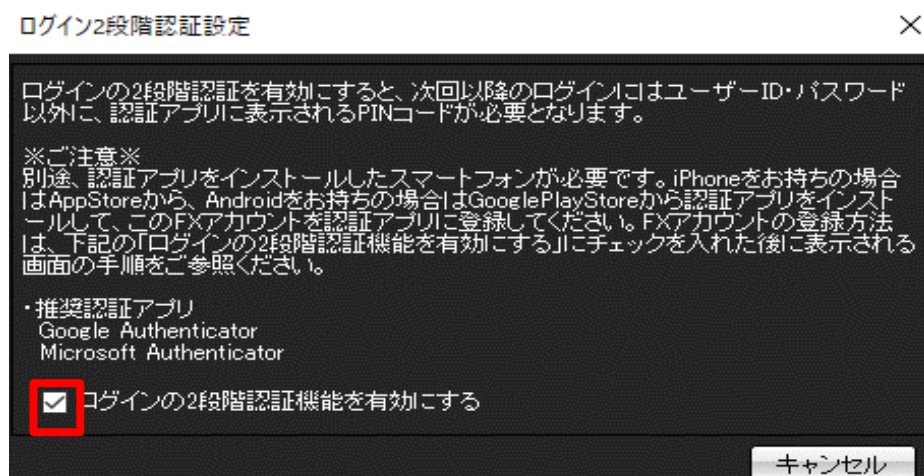 ログイン2段階認証設定
ログインの2段階認証を有効にすると、次回以降のログインにはユーザーID・パスワード
以外に、認証アプリに表示されるPINコードが必要となります。
※ご注意※
別途、認証アプリをインストールしたスマートフォンが必要です。iPhoneをお持ちの場合
はAppStoreから、Androidをお持ちの場合はGooglePlayStoreから認証アプリをインスト
ールして、このFXアカウントを認証アプリに登録してください。FXアカウントの登録方法
は、下記の「ログインの2段階認証機能を有効にする」にチェックを入れた後に表示される
画面の手順をご参照ください。
・推奨認証アプリ
Google Authenticator
Microsoft Authenticator
ログインの2段階認証機能を有効にする
キャンセル